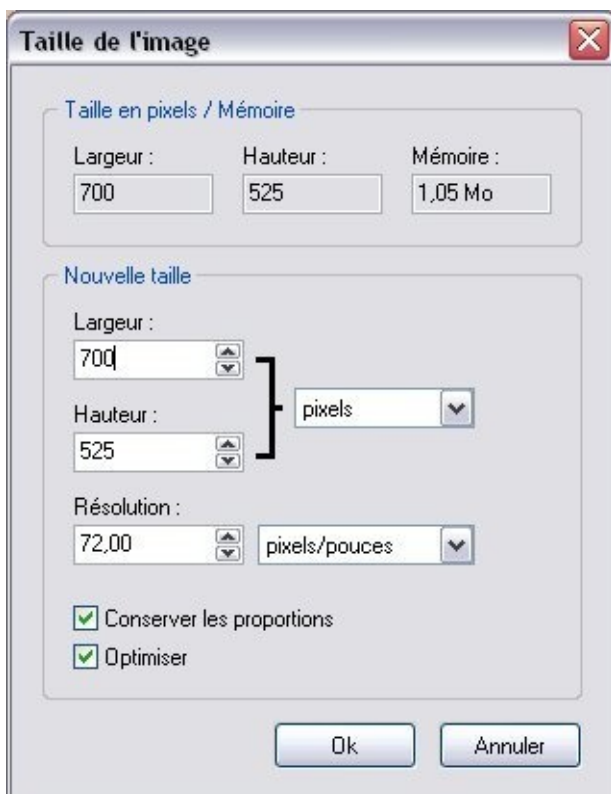 Taille de l'image
Taille en pixels / Mémoire
Largeur : Hauteur : Mémoire :
700 525 1,05 Mo
Nouvelle taille
Largeur :
700
pixels
Hauteur :
525
Résolution :
72,00 pixels/pouces
Conserver les proportions
Optimiser
Ok Annuler